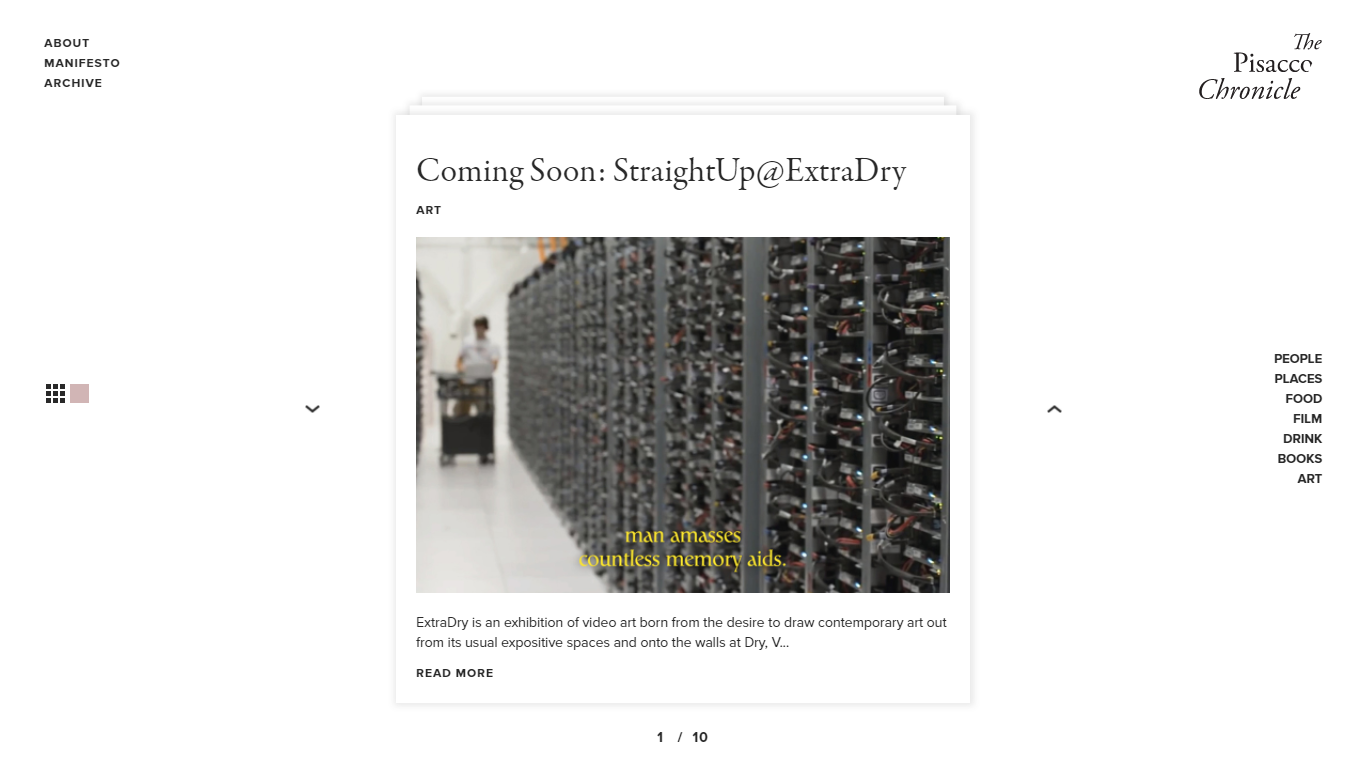 ABOUT
MANIFESTO
ARCHIVE
The
Pisacco
Chronicle
Coming Soon: StraightUp@ExtraDry
ART
man amasses
countless memory aids.
ExtraDry is an exhibition of video art born from the desire to draw contemporary art out
from its usual expositive spaces and onto the walls at Dry, V...
READ MORE
PEOPLE
PLACES
FOOD
FILM
DRINK
BOOKS
ART
1 / 10